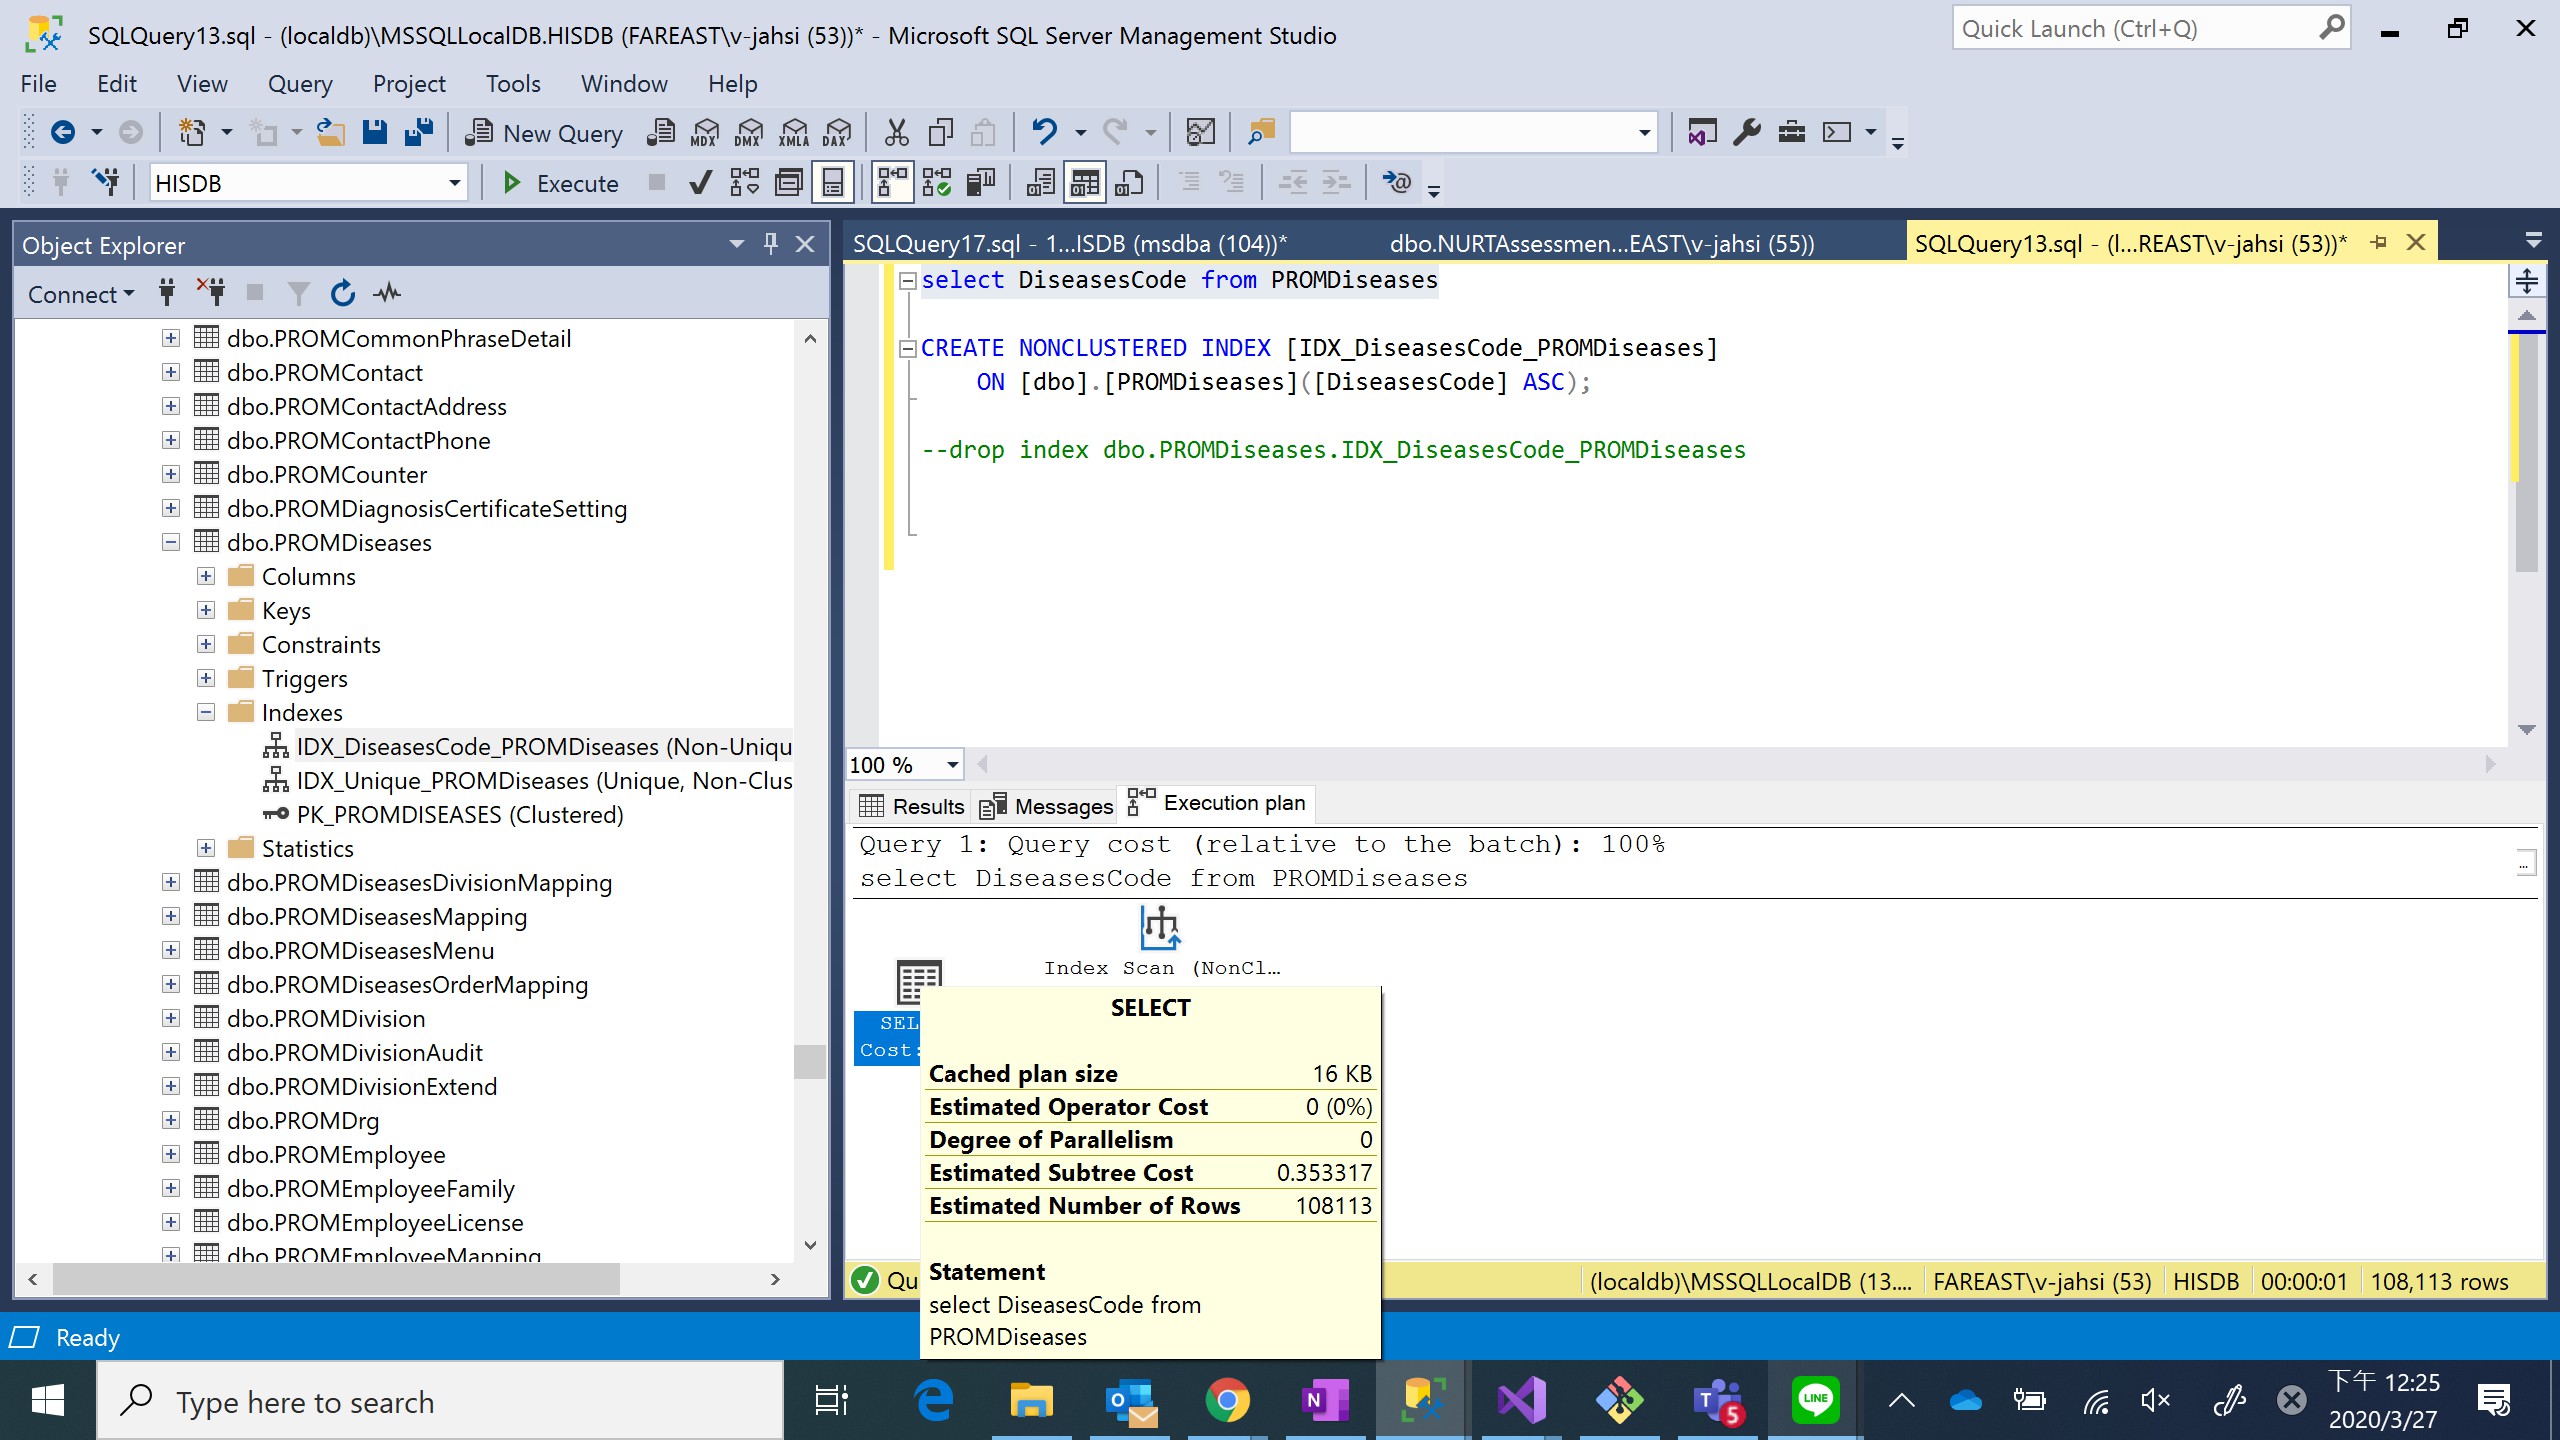 SQLQuery13.sql - (localdb)\MSSQLLocalDB.HISDB (FAREAST\v-jahsi (53))* - Microsoft SQL Server Management Studio
Quick Launch (Ctrl+Q)
File Edit View Query Project Tools Window Help
New Query MDX DMX XMLA DAX
HISDB Execute
Object Explorer
Connect
dbo.PROMCommonPhraseDetail
dbo.PROMContact
dbo.PROMContactAddress
dbo.PROMContactPhone
dbo.PROMCounter
dbo.PROMDiagnosisCertificateSetting
dbo.PROMDiseases
Columns
Keys
Constraints
Triggers
Indexes
IDX_DiseasesCode_PROMDiseases (Non-Uniqu
IDX_Unique_PROMDiseases (Unique, Non-Clus
PK_PROMDISEASES (Clustered)
Statistics
dbo.PROMDiseasesDivisionMapping
dbo.PROMDiseasesMapping
dbo.PROMDiseasesMenu
dbo.PROMDiseasesOrderMapping
dbo.PROMDivision
dbo.PROMDivisionAudit
dbo.PROMDivisionExtend
dbo.PROMDrg
dbo.PROMEmployee
dbo.PROMEmployeeFamily
dbo.PROMEmployeeLicense
dbo.PROMEmployeeMapping
SQLQuery17.sql - 1...ISDB (msdba (104))* dbo.NURTAssessmen...EAST\v-jahsi (55)) SQLQuery13.sql - (l...REAST\v-jahsi (53))*
select DiseasesCode from PROMDiseases
CREATE NONCLUSTERED INDEX [IDX_DiseasesCode_PROMDiseases]
ON [dbo].[PROMDiseases]([DiseasesCode] ASC);
--drop index dbo.PROMDiseases.IDX_DiseasesCode_PROMDiseases
100 %
Results Messages Execution plan
Query 1: Query cost (relative to the batch): 100%
select DiseasesCode from PROMDiseases
...
Index Scan (NonCl...
SEL
Cost:
SELECT
Cached plan size 16 KB
Estimated Operator Cost 0 (0%)
Degree of Parallelism 0
Estimated Subtree Cost 0.353317
Estimated Number of Rows 108113
Statement
select DiseasesCode from
PROMDiseases
Qu (localdb)\MSSQLLocalDB (13.... FAREAST\v-jahsi (53) HISDB 00:00:01 108,113 rows
Ready
Type here to search
5
LINE
下午 12:25
2020/3/27